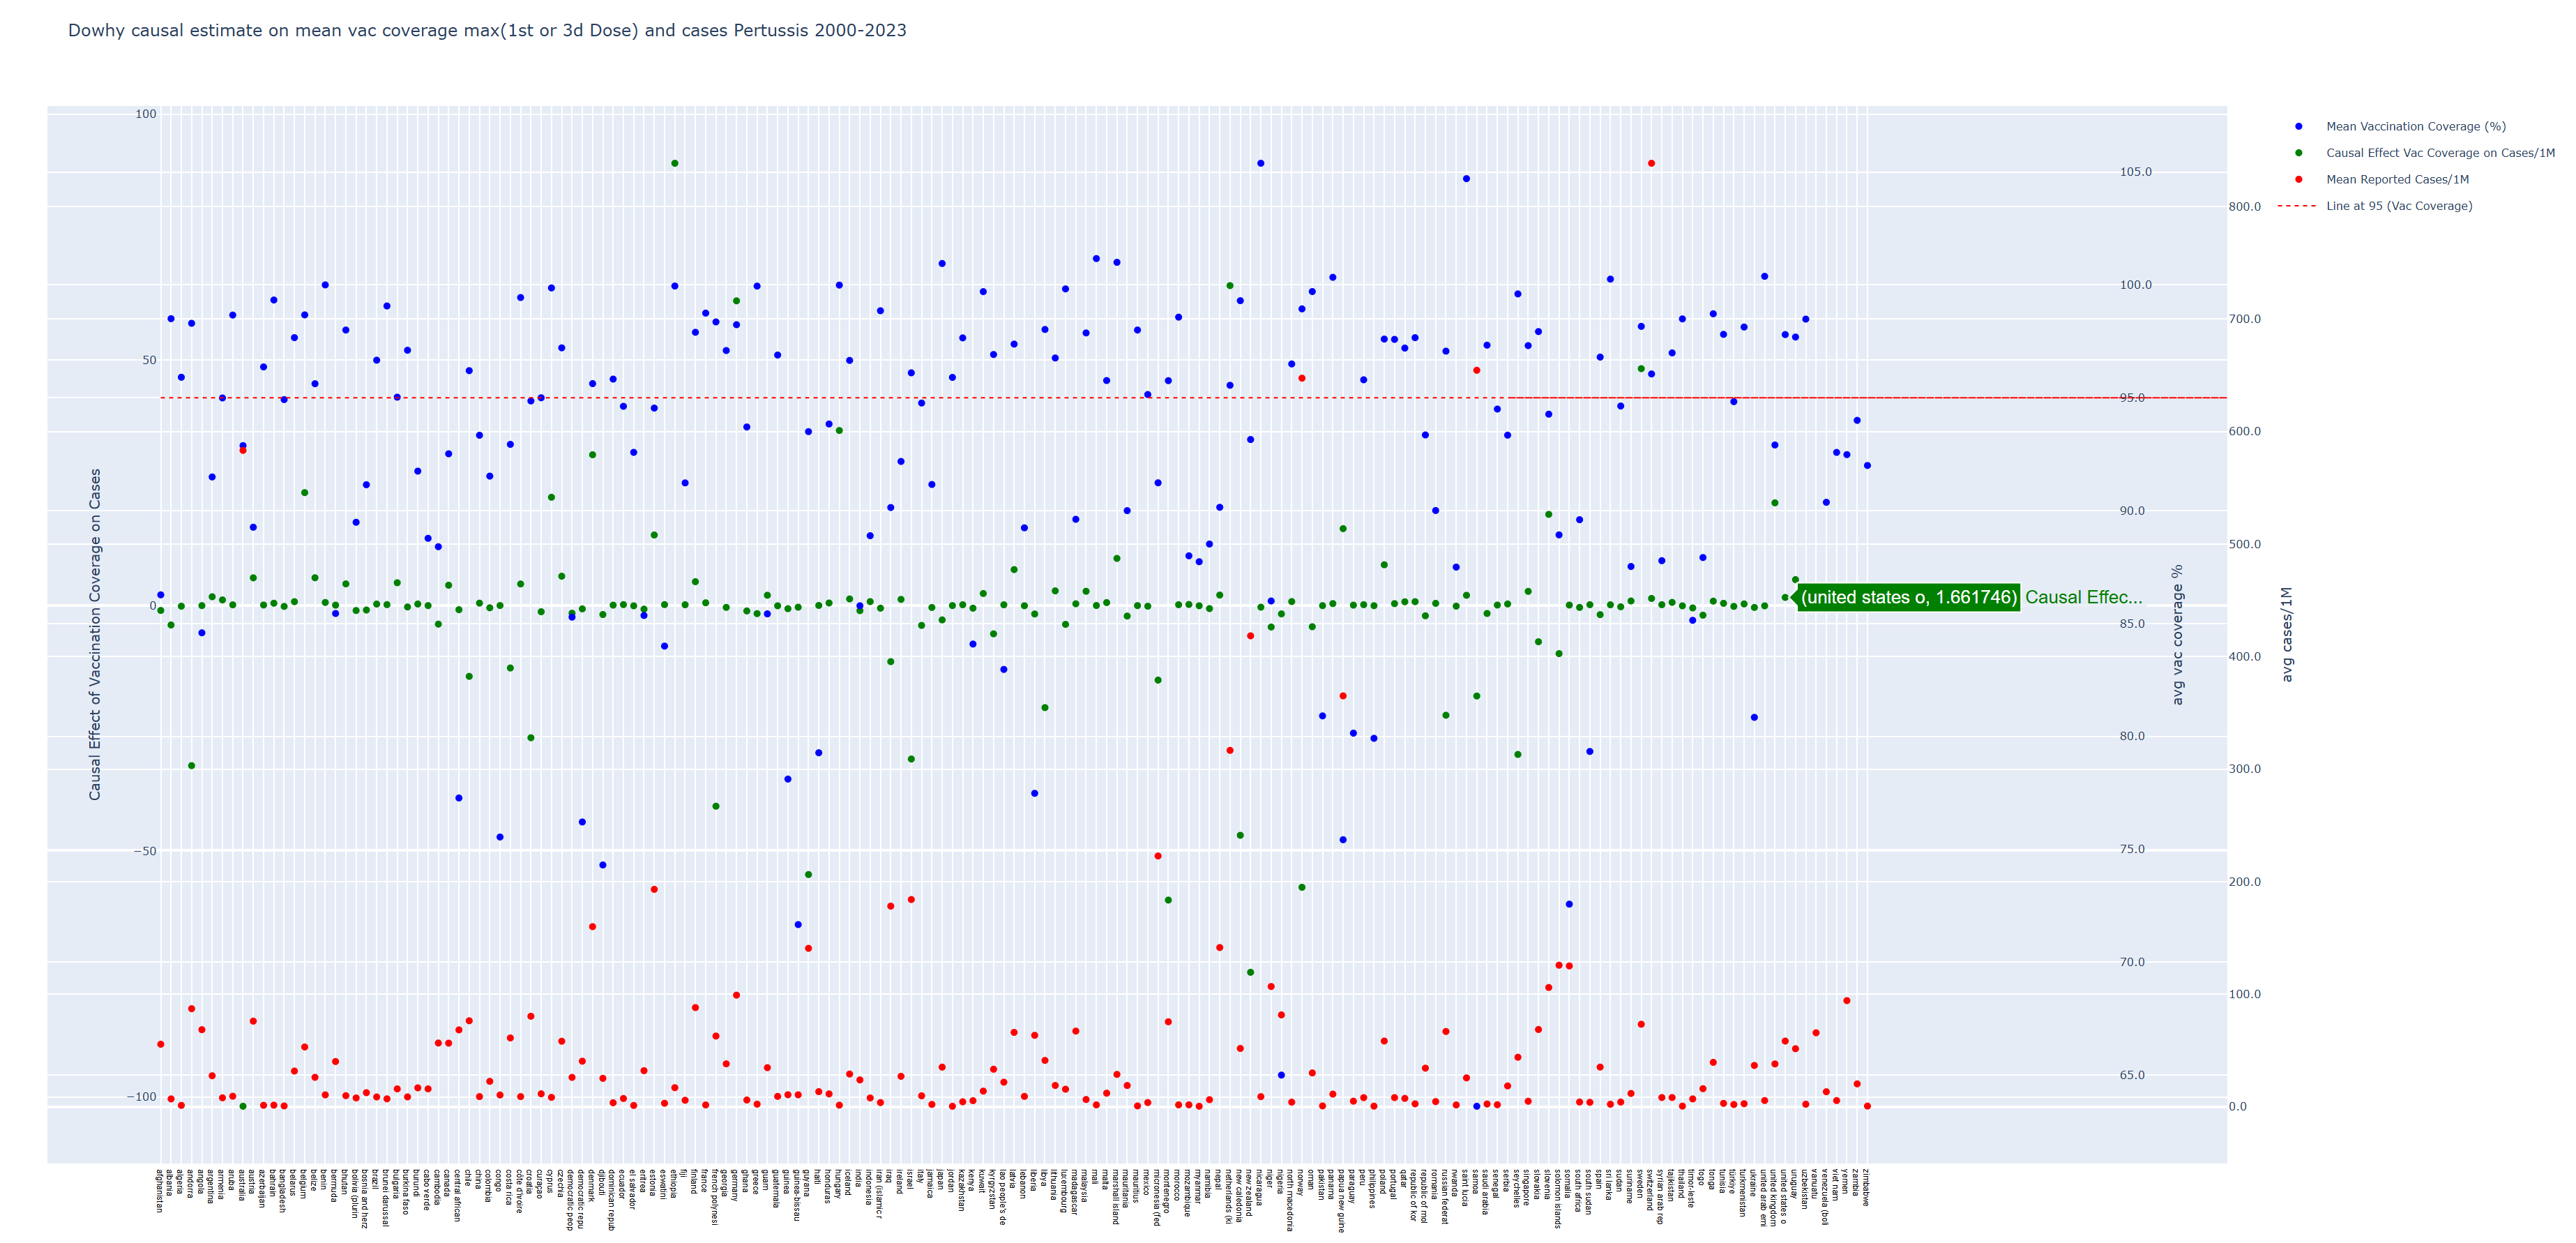 Dowhy causal estimate on mean vac coverage max(1st or 3d Dose) and cases Pertussis 2000-2023
Mean Vaccination Coverage (%)
Causal Effect Vac Coverage on Cases/1M
Mean Reported Cases/1M
Line at 95 (Vac Coverage)
Causal Effect of Vaccination Coverage on Cases
100
50
0
−50
−100
(united states o, 1.661746)
Causal Effec...
105.0
100.0
95.0
90.0
85.0
80.0
75.0
70.0
65.0
avg vac coverage %
800.0
700.0
600.0
500.0
400.0
300.0
200.0
100.0
0.0
avg cases/1M
afghanistan
albania
algeria
andorra
angola
argentina
armenia
aruba
australia
austria
azerbaijan
bahrain
bangladesh
belarus
belgium
belize
benin
bermuda
bhutan
bolivia (plurin
bosnia and herz
brazil
brunei darussal
bulgaria
burkina faso
burundi
cabo verde
cambodia
canada
central african
chile
china
colombia
congo
costa rica
côte d'ivoire
croatia
curaçao
cyprus
czechia
democratic peop
democratic repu
denmark
djibouti
dominican repub
ecuador
el salvador
eritrea
estonia
eswatini
ethiopia
fiji
finland
france
french polynesi
georgia
germany
ghana
greece
guam
guatemala
guinea
guinea-bissau
guyana
haiti
honduras
hungary
iceland
india
indonesia
iran (islamic r
iraq
ireland
israel
italy
jamaica
japan
jordan
kazakhstan
kenya
kuwait
kyrgyzstan
lao people's de
latvia
lebanon
liberia
libya
lithuania
luxembourg
madagascar
malaysia
mali
malta
marshall island
mauritania
mauritius
mexico
micronesia (fed
montenegro
morocco
mozambique
myanmar
namibia
nepal
netherlands (ki
new caledonia
new zealand
nicaragua
niger
nigeria
north macedonia
norway
oman
pakistan
panama
papua new guine
paraguay
peru
philippines
poland
portugal
qatar
republic of kor
republic of mol
romania
russian federat
rwanda
saint lucia
samoa
saudi arabia
senegal
serbia
seychelles
singapore
slovakia
slovenia
solomon islands
somalia
south africa
south sudan
spain
sri lanka
sudan
suriname
sweden
switzerland
syrian arab rep
tajikistan
thailand
timor-leste
togo
tonga
tunisia
türkiye
turkmenistan
ukraine
united arab emi
united kingdom
united states o
uruguay
uzbekistan
vanuatu
venezuela (boli
viet nam
yemen
zambia
zimbabwe